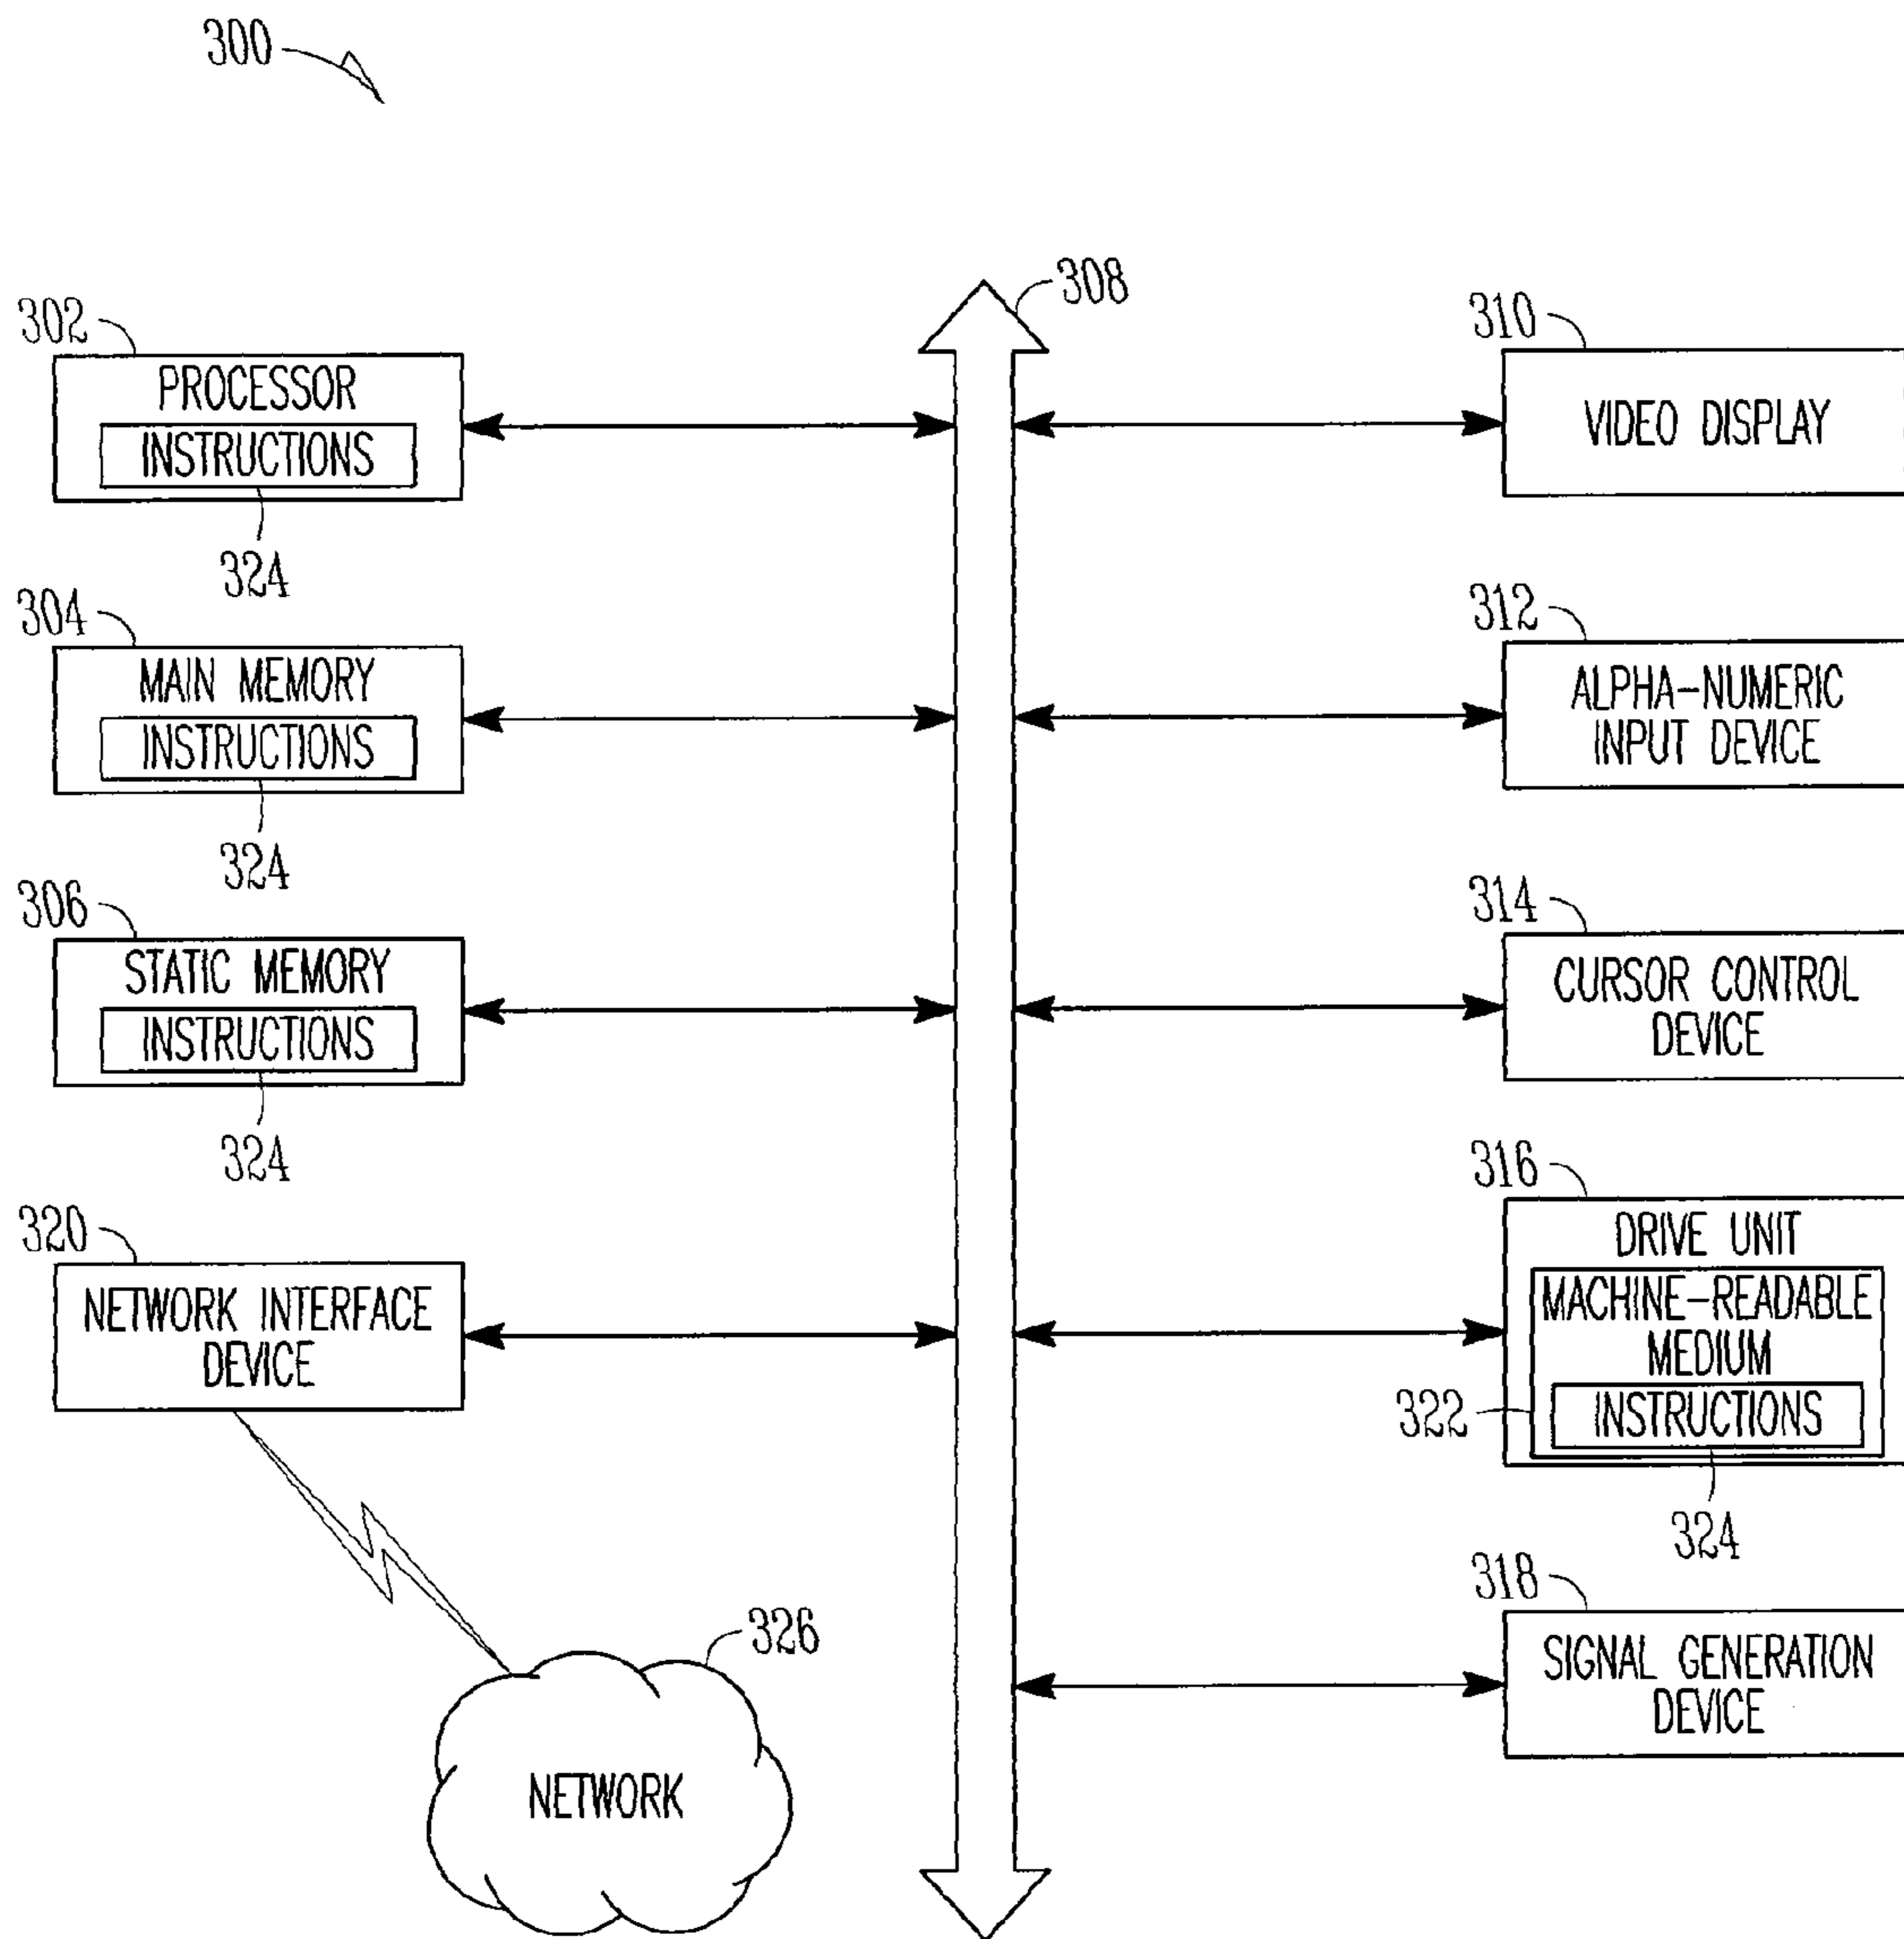 300
308
302
PROCESSOR
INSTRUCTIONS
324
304
MAIN MEMORY
INSTRUCTIONS
324
306
STATIC MEMORY
INSTRUCTIONS
324
320
NETWORK INTERFACE
DEVICE
326
NETWORK
310
VIDEO DISPLAY
312
ALPHA-NUMERIC
INPUT DEVICE
314
CURSOR CONTROL
DEVICE
316
DRIVE UNIT
MACHINE-READABLE
MEDIUM
322
INSTRUCTIONS
324
318
SIGNAL GENERATION
DEVICE